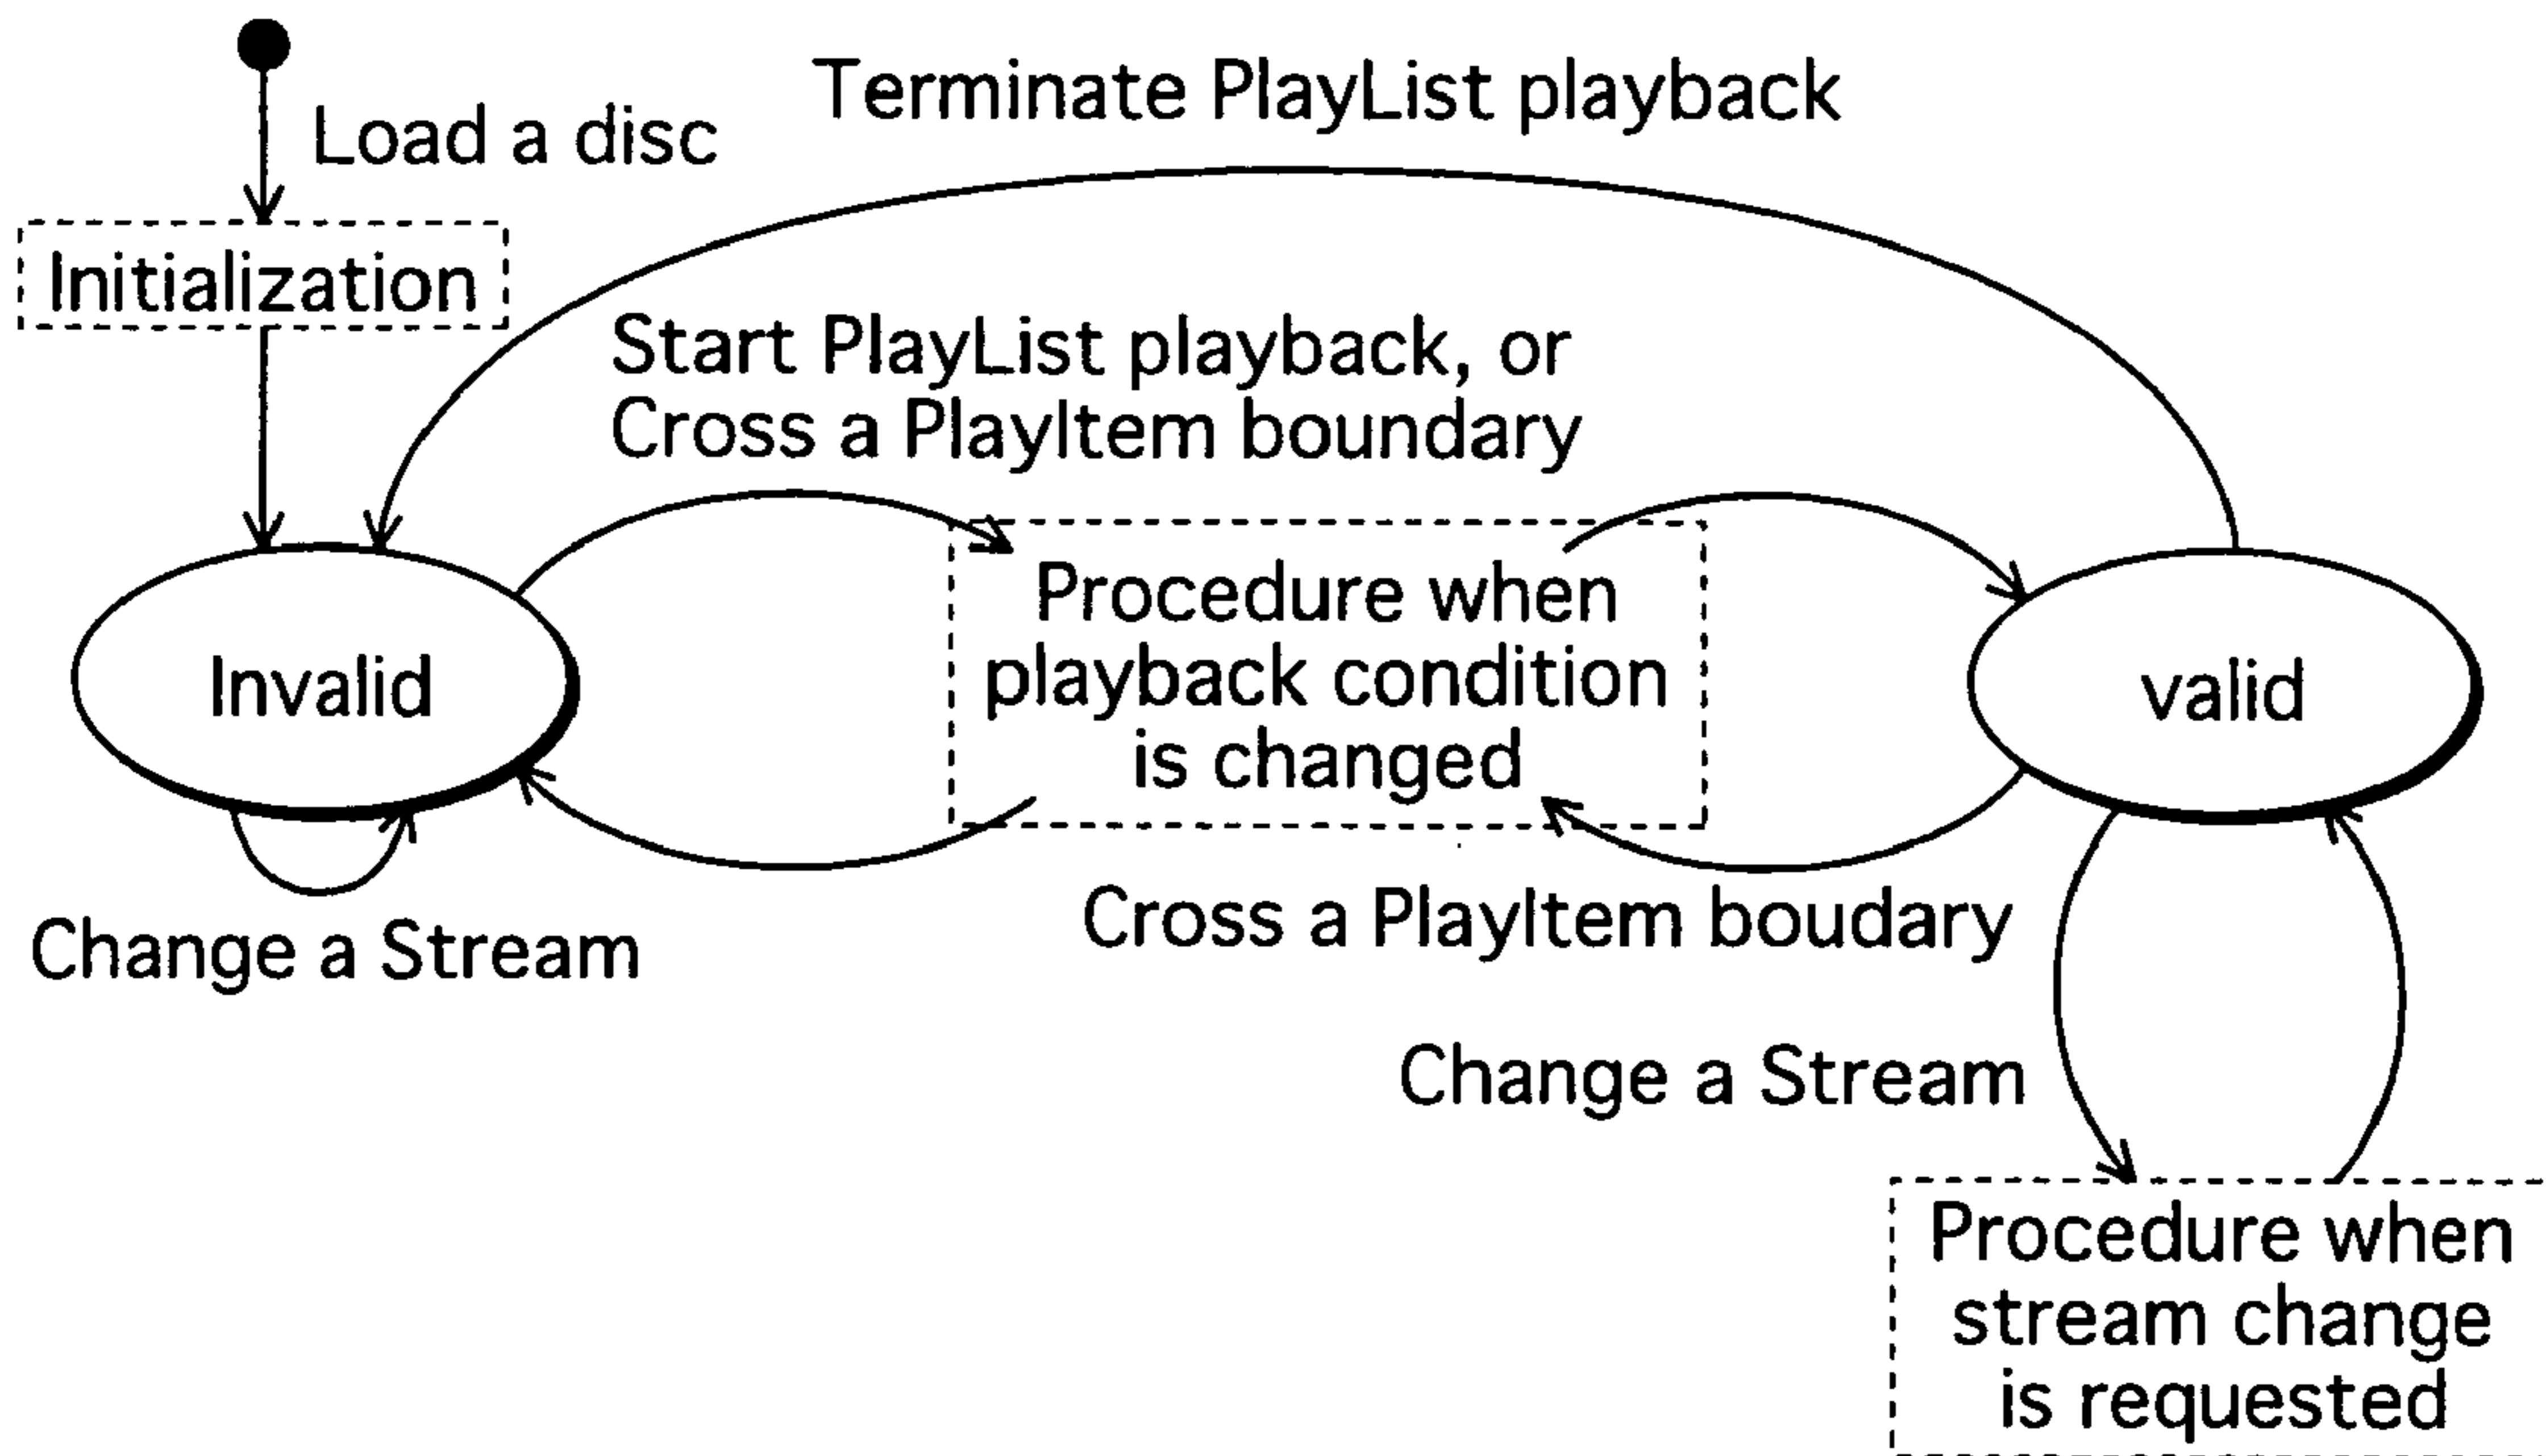 Terminate PlayList playback
Load a disc
Initialization
Start PlayList playback, or
Cross a PlayItem boundary
Procedure when
playback condition
is changed
Invalid
valid
Cross a PlayItem boudary
Change a Stream
Change a Stream
Procedure when
stream change
is requested